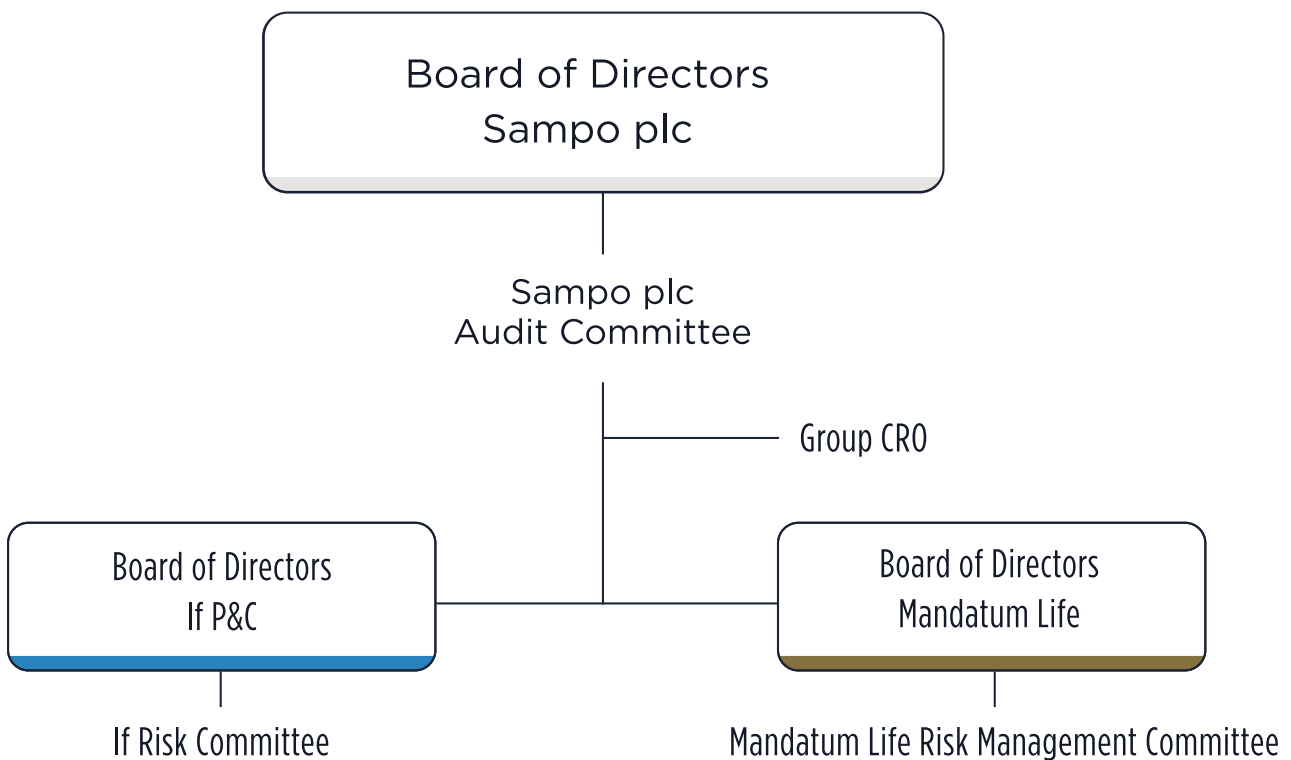 Board of Directors
Sampo plc
Sampo plc
Audit Committee
Group CRO
Board of Directors
If P&C
Board of Directors
Mandatum Life
If Risk Committee
Mandatum Life Risk Management Committee